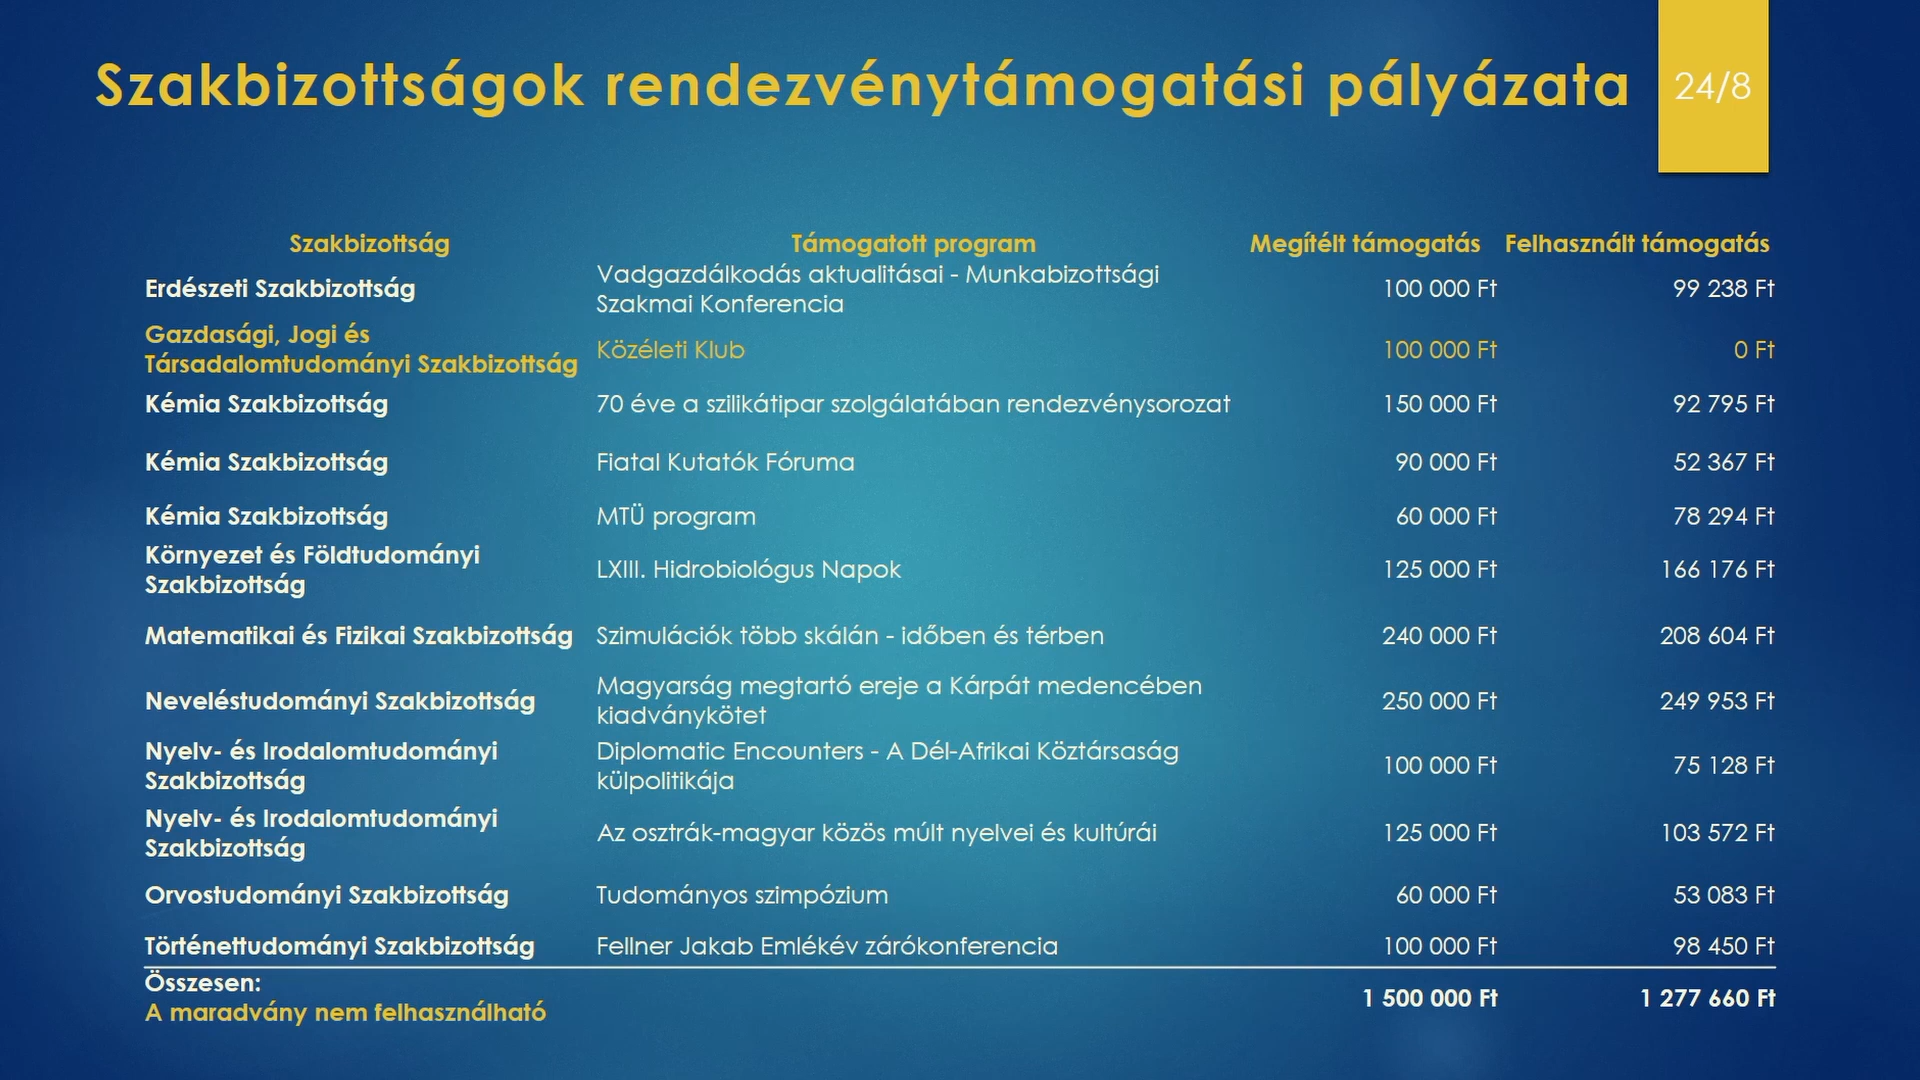 Szakbizottságok rendezvénytámogatási pályázata
24/8
Szakbizottság Támogatott program Megítélt támogatás Felhasznált támogatás
Erdészeti Szakbizottság Vadgazdálkodás aktualitásai - Munkabizottsági
Szakmai Konferencia 100 000 Ft 99 238 Ft
Gazdasági, Jogi és
Társadalomtudományi Szakbizottság Közéleti Klub 100 000 Ft 0 Ft
Kémia Szakbizottság 70 éve a szilikátipar szolgálatában rendezvénysorozat 150 000 Ft 92 795 Ft
Kémia Szakbizottság Fiatal Kutatók Fóruma 90 000 Ft 52 367 Ft
Kémia Szakbizottság MTÜ program 60 000 Ft 78 294 Ft
Környezet és Földtudományi
Szakbizottság LXIII. Hidrobiológus Napok 125 000 Ft 166 176 Ft
Matematikai és Fizikai Szakbizottság Szimulációk több skálán - időben és térben 240 000 Ft 208 604 Ft
Neveléstudományi Szakbizottság Magyarság megtartó ereje a Kárpát medencében
kiadványkötet 250 000 Ft 249 953 Ft
Nyelv- és Irodalomtudományi
Szakbizottság Diplomatic Encounters - A Dél-Afrikai Köztársaság
külpolitikája 100 000 Ft 75 128 Ft
Nyelv- és Irodalomtudományi
Szakbizottság Az osztrák-magyar közös múlt nyelvei és kultúrái 125 000 Ft 103 572 Ft
Orvostudományi Szakbizottság Tudományos szimpózium 60 000 Ft 53 083 Ft
Történettudományi Szakbizottság Fellner Jakab Emlékév zárókonferencia 100 000 Ft 98 450 Ft
Összesen:
A maradvány nem felhasználható 1 500 000 Ft 1 277 660 Ft